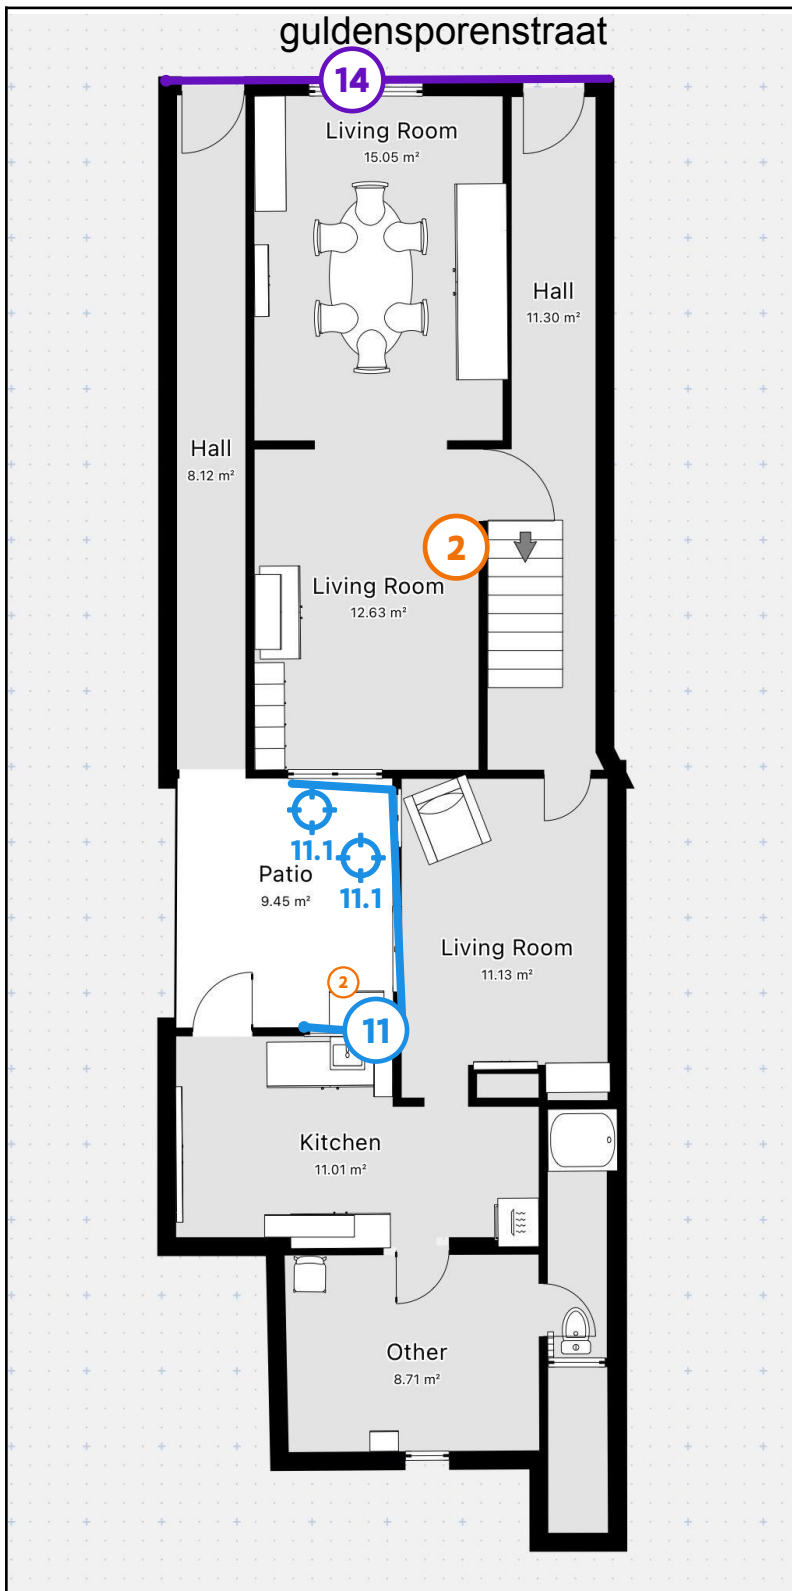 guldensporenstraat
14
Living Room
15.05 m²
Hall
11.30 m²
Hall
8.12 m²
2
Living Room
12.63 m²
11.1
11.1
Patio
9.45 m²
Living Room
11.13 m²
2
11
Kitchen
11.01 m²
Other
8.71 m²